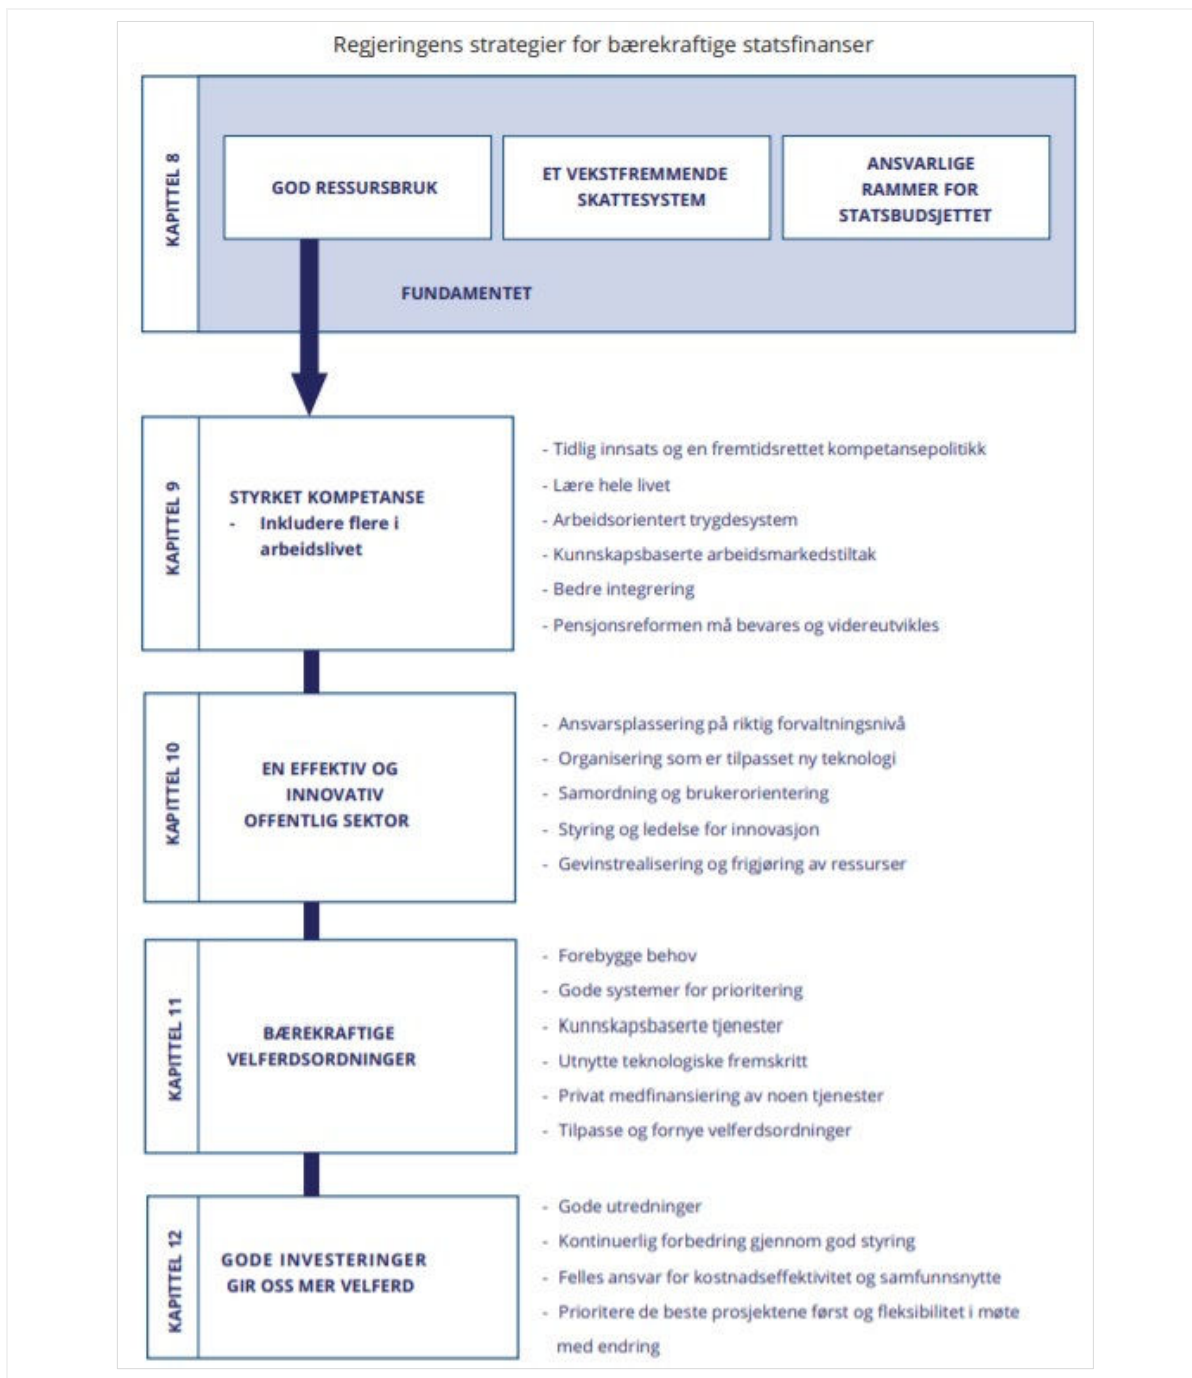 Regjeringens strategier for bærekraftige statsfinanser
KAPITTEL 8
GOD RESSURSBRUK
ET VEKSTFREMMENDE
SKATTESYSTEM
ANSVARLIGE
RAMMER FOR
STATSBUDSJETTET
FUNDAMENTET
KAPITTEL 9
STYRKET KOMPETANSE
- Inkludere flere i
arbeidslivet
- Tidlig innsats og en fremtidsrettet kompetansepolitikk
- Lære hele livet
- Arbeidsorientert trygdesystem
- Kunnskapsbaserte arbeidsmarkedstiltak
- Bedre integrering
- Pensjonsreformen må bevares og videreutvikles
KAPITTEL 10
EN EFFEKTIV OG
INNOVATIV
OFFENTLIG SEKTOR
- Ansvarsplassering på riktig forvaltningsnivå
- Organisering som er tilpasset ny teknologi
- Samordning og brukerorientering
- Styring og ledelse for innovasjon
- Gevinstrealisering og frigjøring av ressurser
KAPITTEL 11
BÆREKRAFTIGE
VELFERDSORDNINGER
- Forebygge behov
- Gode systemer for prioritering
- Kunnskapsbaserte tjenester
- Utnytte teknologiske fremskritt
- Privat medfinansiering av noen tjenester
- Tilpasse og fornye velferdsordninger
KAPITTEL 12
GODE INVESTERINGER
GIR OSS MER VELFERD
- Gode utredninger
- Kontinuerlig forbedring gjennom god styring
- Felles ansvar for kostnadseffektivitet og samfunnsnytte
- Prioritere de beste prosjektene først og fleksibilitet i møte
med endring